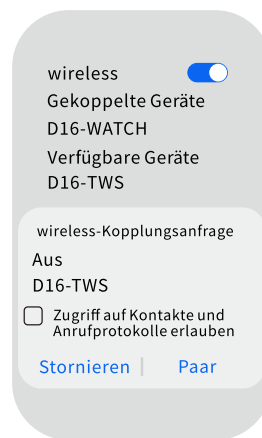 wireless
Gekoppelte Geräte
D16-WATCH
Verfügbare Geräte
D16-TWS
wireless-Kopplungsanfrage
Aus
D16-TWS
Zugriff auf Kontakte und
Anrufprotokolle erlauben
Stornieren | Paar